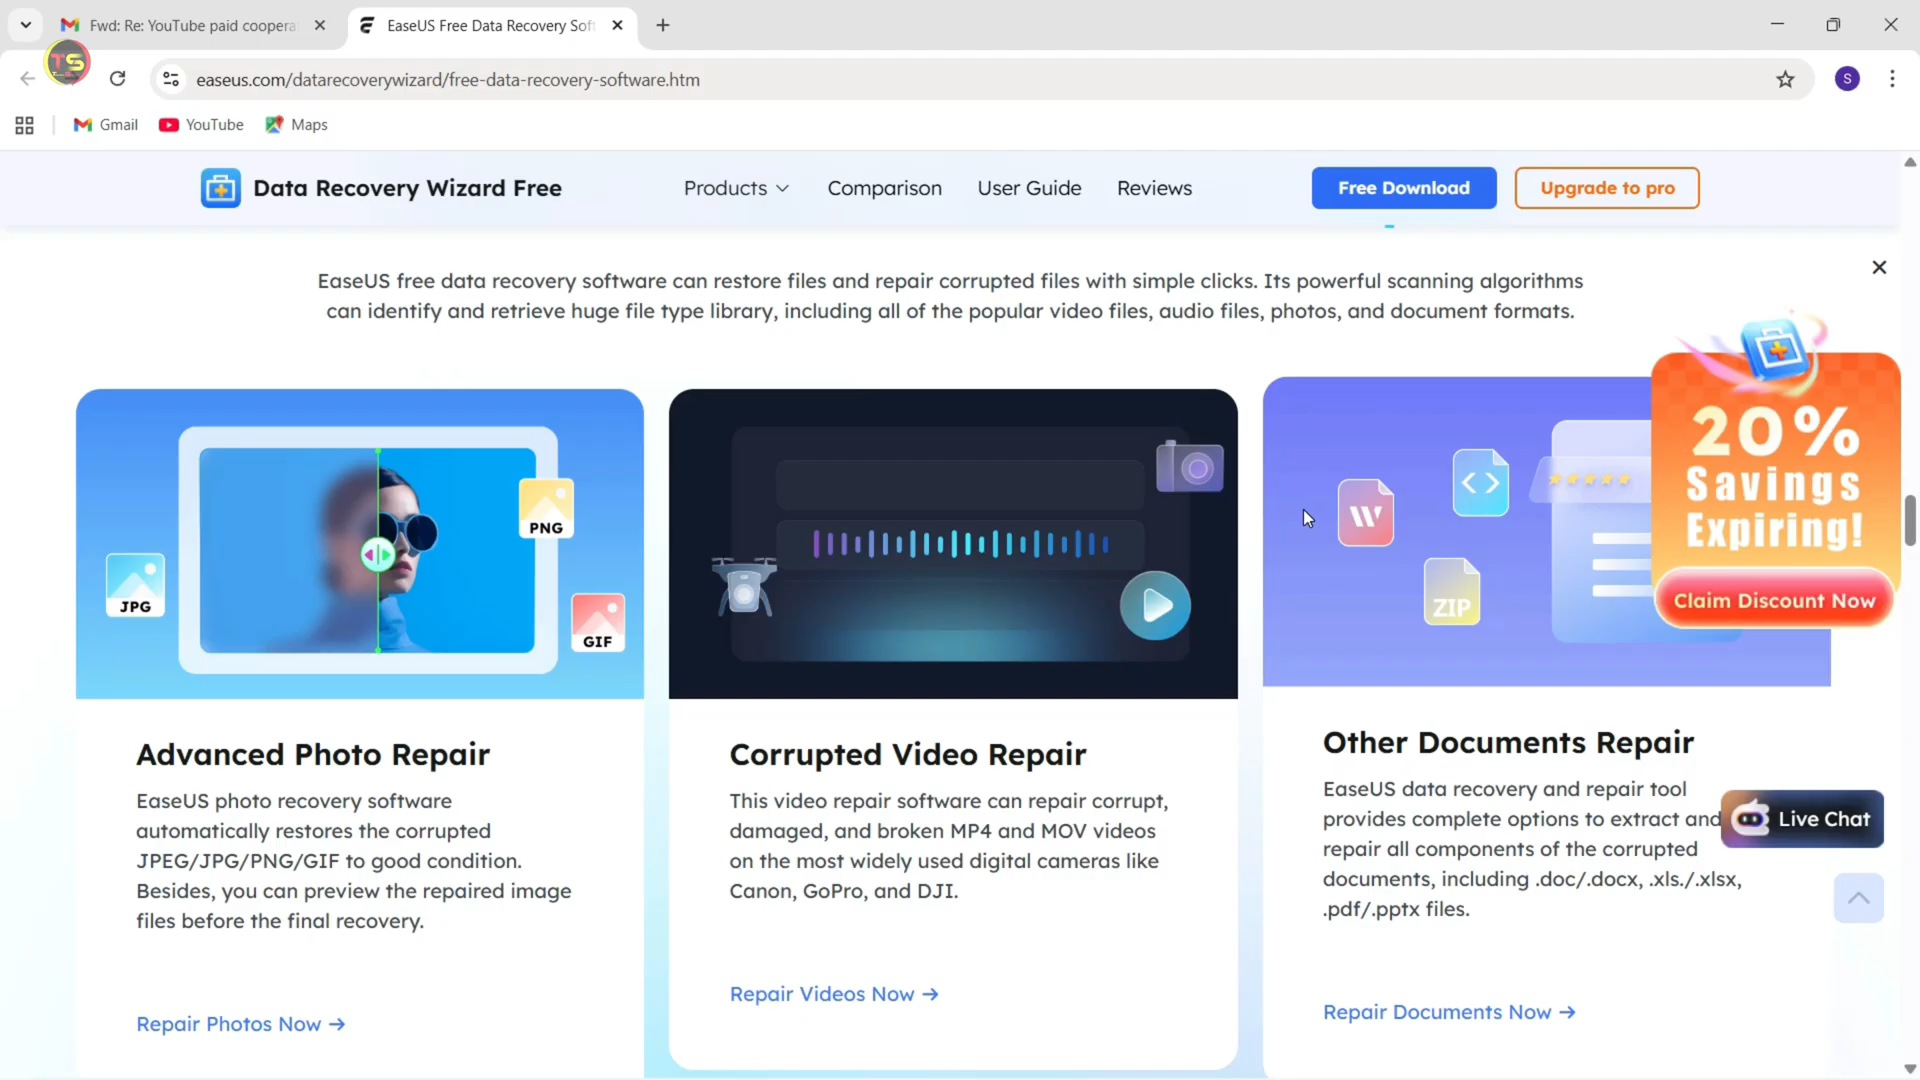 Fwd: Re: YouTube paid coopera
EaseUS Free Data Recovery Soft
TS
easeus.com/datarecoverywizard/free-data-recovery-software.htm
S
Gmail
YouTube
Maps
Data Recovery Wizard Free
Products
Comparison
User Guide
Reviews
Free Download
Upgrade to pro
EaseUS free data recovery software can restore files and repair corrupted files with simple clicks. Its powerful scanning algorithms
can identify and retrieve huge file type library, including all of the popular video files, audio files, photos, and document formats.
20%
Savings
Expiring!
Claim Discount Now
PNG
JPG
GIF
W
ZIP
Advanced Photo Repair
EaseUS photo recovery software
automatically restores the corrupted
JPEG/JPG/PNG/GIF to good condition.
Besides, you can preview the repaired image
files before the final recovery.
Repair Photos Now →
Corrupted Video Repair
This video repair software can repair corrupt,
damaged, and broken MP4 and MOV videos
on the most widely used digital cameras like
Canon, GoPro, and DJI.
Repair Videos Now →
Other Documents Repair
EaseUS data recovery and repair tool
provides complete options to extract and
repair all components of the corrupted
documents, including .doc/.docx, .xls./.xlsx,
.pdf/.pptx files.
Repair Documents Now →
Live Chat